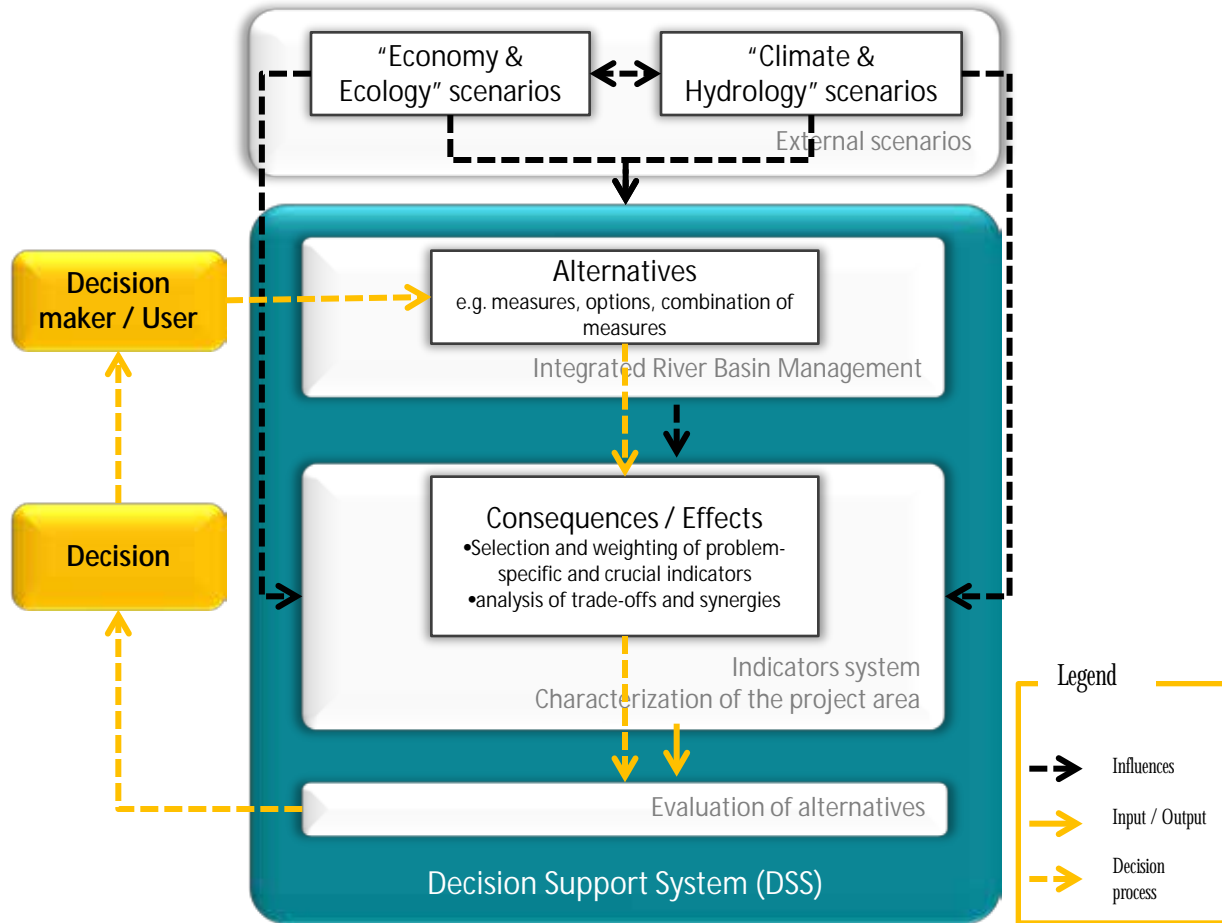 “Economy &
Ecology” scenarios
“Climate &
Hydrology” scenarios
External scenarios
Decision
maker / User
Alternatives
e.g. measures, options, combination of
measures
Integrated River Basin Management
Decision
Consequences / Effects
•Selection and weighting of problem-
specific and crucial indicators
•analysis of trade-offs and synergies
Indicators system
Characterization of the project area
Evaluation of alternatives
Decision Support System (DSS)
Legend
Influences
Input / Output
Decision
process